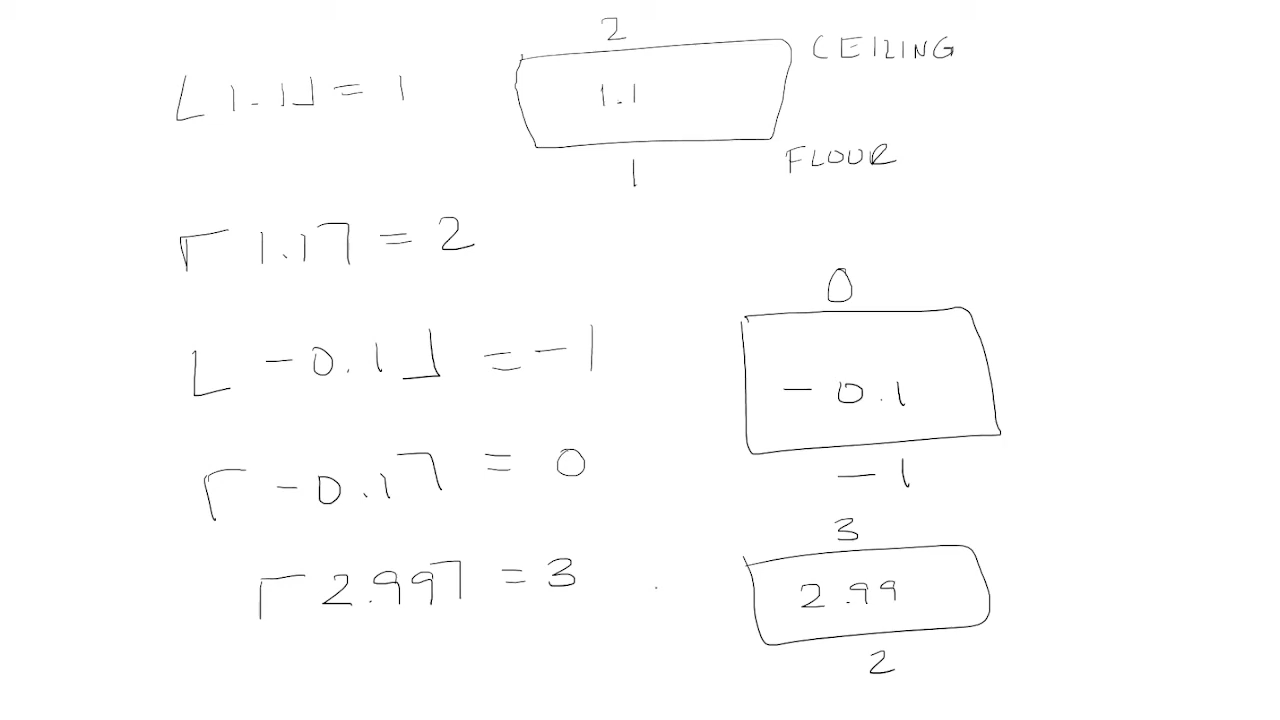 2
CEILING
⌊1.1⌋ = 1
1.1
FLOOR
1
⌈1.1⌉ = 2
0
⌊-0.1⌋ = -1
-0.1
⌈-0.1⌉ = 0
-1
3
⌈2.99⌉ = 3
2.99
2